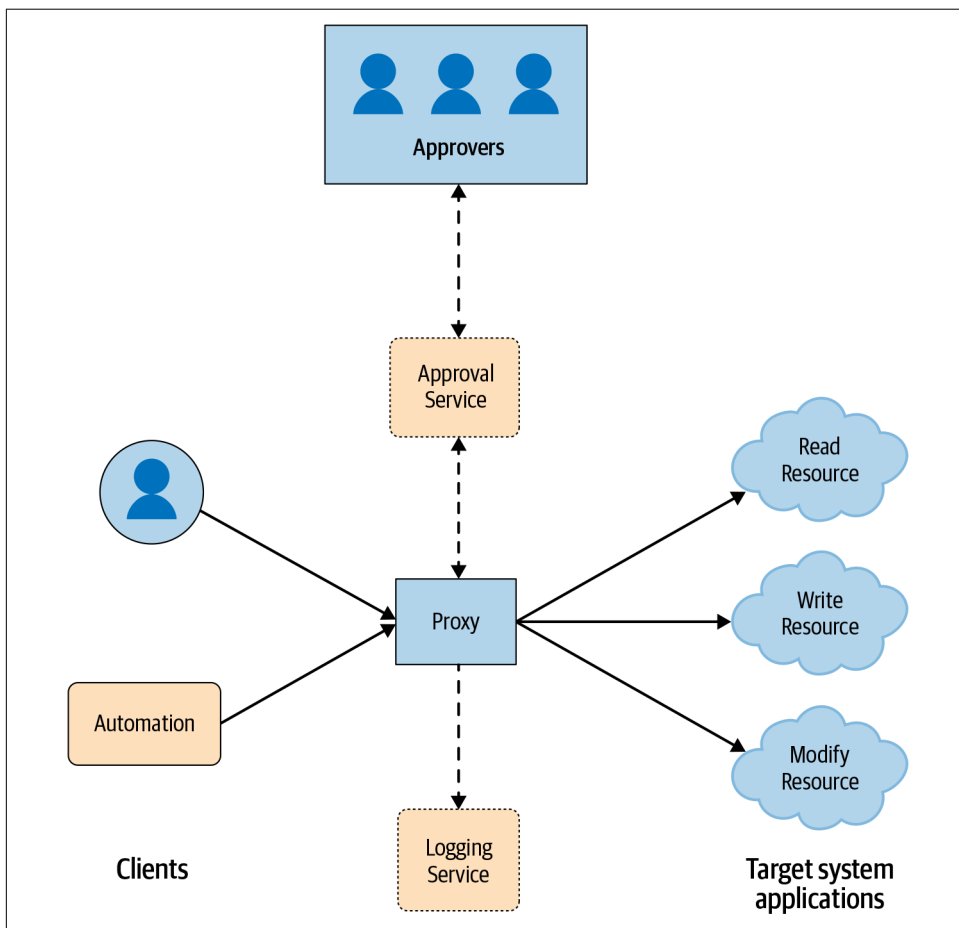 Approvers
Approval
Service
Read
Resource
Proxy
Write
Resource
Automation
Modify
Resource
Logging
Service
Clients
Target system
applications